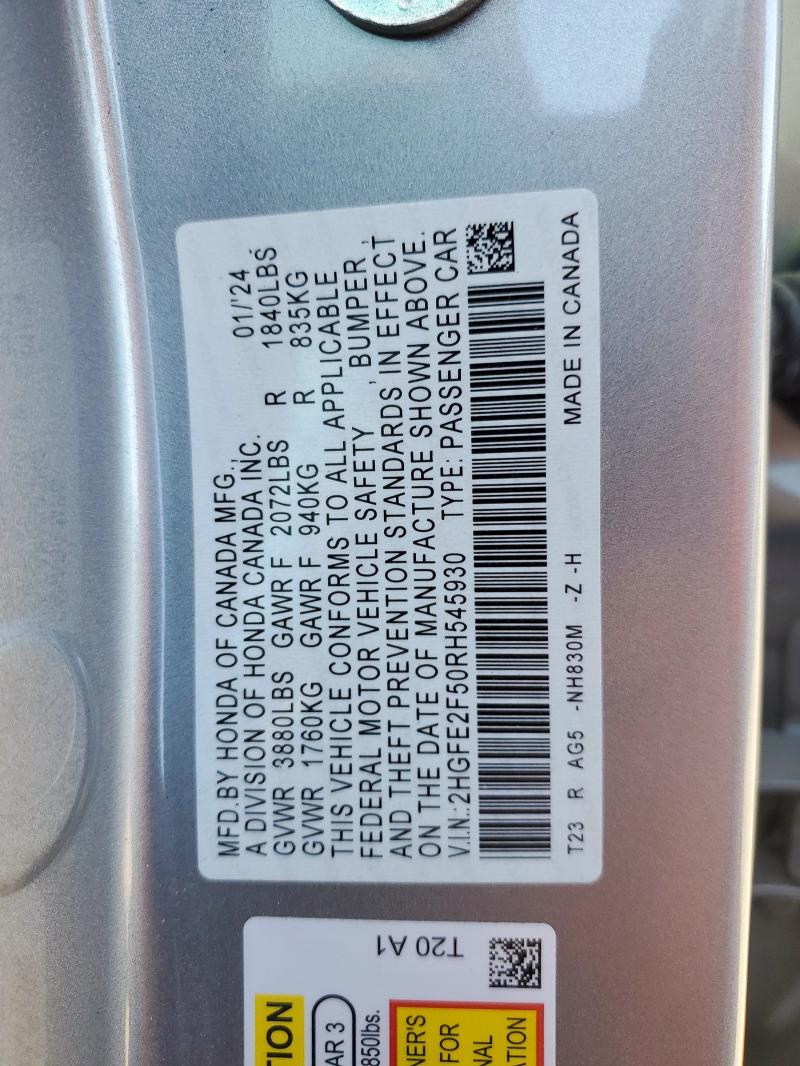 MFD.BY HONDA OF CANADA MFG., 01/'24
A DIVISION OF HONDA CANADA INC.
GVWR 3880LBS GAWR F 2072LBS R 1840LBS
GVWR 1760KG GAWR F 940KG R 835KG
THIS VEHICLE CONFORMS TO ALL APPLICABLE
FEDERAL MOTOR VEHICLE SAFETY , BUMPER ,
AND THEFT PREVENTION STANDARDS IN EFFECT
ON THE DATE OF MANUFACTURE SHOWN ABOVE.
V.I.N.:2HGFE2F50RH545930 TYPE: PASSENGER CAR
T23 R AG5 -NH830M -Z -H MADE IN CANADA
T20 A1
TION
AR 3
850lbs.
NER'S
FOR
NAL
ATION